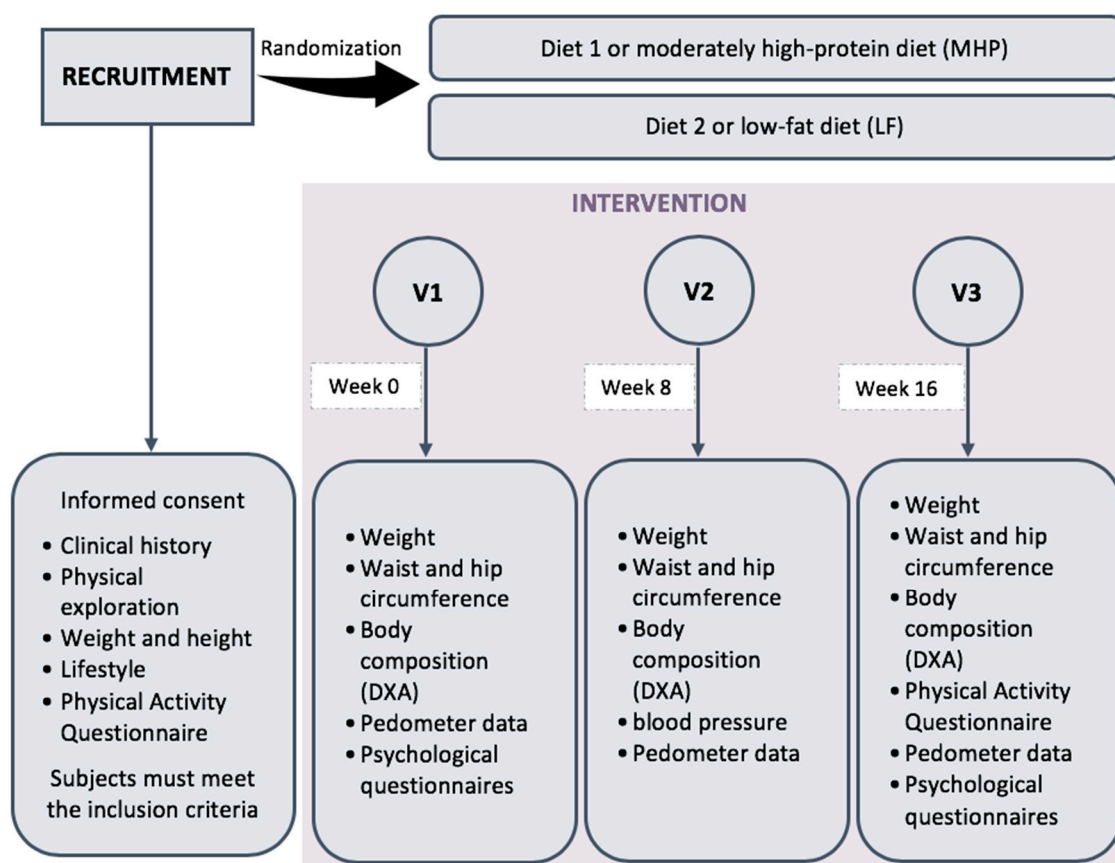 RECRUITMENT
Randomization
Diet 1 or moderately high-protein diet (MHP)
Diet 2 or low-fat diet (LF)
INTERVENTION
V1
V2
V3
Week 0
Week 8
Week 16
Informed consent
• Clinical history
• Physical
exploration
• Weight and height
• Lifestyle
• Physical Activity
Questionnaire
Subjects must meet
the inclusion criteria
• Weight
• Waist and hip
circumference
• Body
composition
(DXA)
• Pedometer data
• Psychological
questionnaires
• Weight
• Waist and hip
circumference
• Body
composition
(DXA)
• blood pressure
• Pedometer data
• Weight
• Waist and hip
circumference
• Body
composition
(DXA)
• Physical Activity
Questionnaire
• Pedometer data
• Psychological
questionnaires